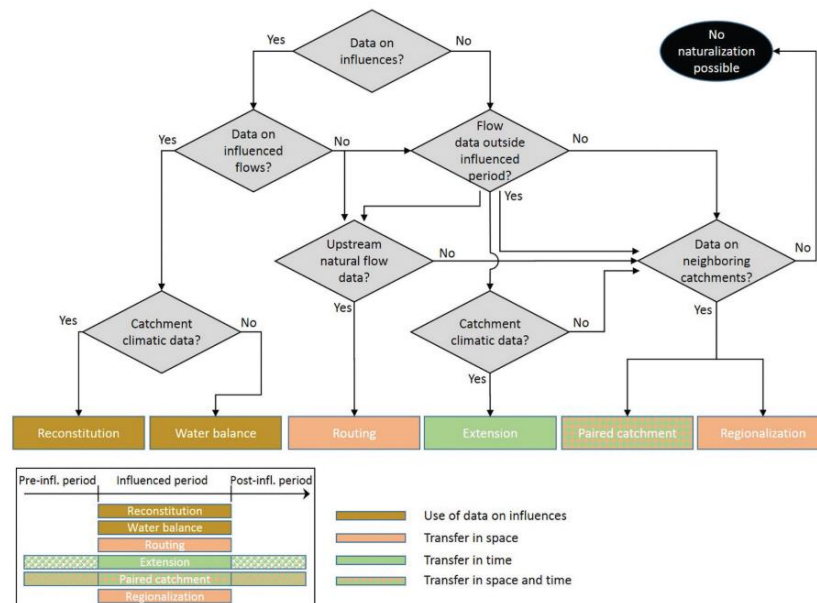 Data on
influences?
Yes
No
No
naturalization
possible
Data on
influenced
flows?
Yes
No
Flow
data outside
influenced
period?
No
Yes
Upstream
natural flow
data?
No
Yes
Data on
neighboring
catchments?
No
Yes
Catchment
climatic data?
Yes
No
Catchment
climatic data?
No
Yes
Reconstitution
Water balance
Routing
Extension
Paired catchment
Regionalization
Pre-infl. period
Influenced period
Post-infl. period
Reconstitution
Water balance
Routing
Extension
Paired catchment
Regionalization
Use of data on influences
Transfer in space
Transfer in time
Transfer in space and time